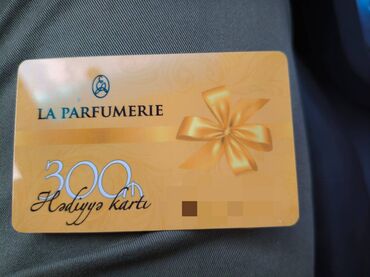 LA PARFUMERIE
300₼
Hədiyyə kartı